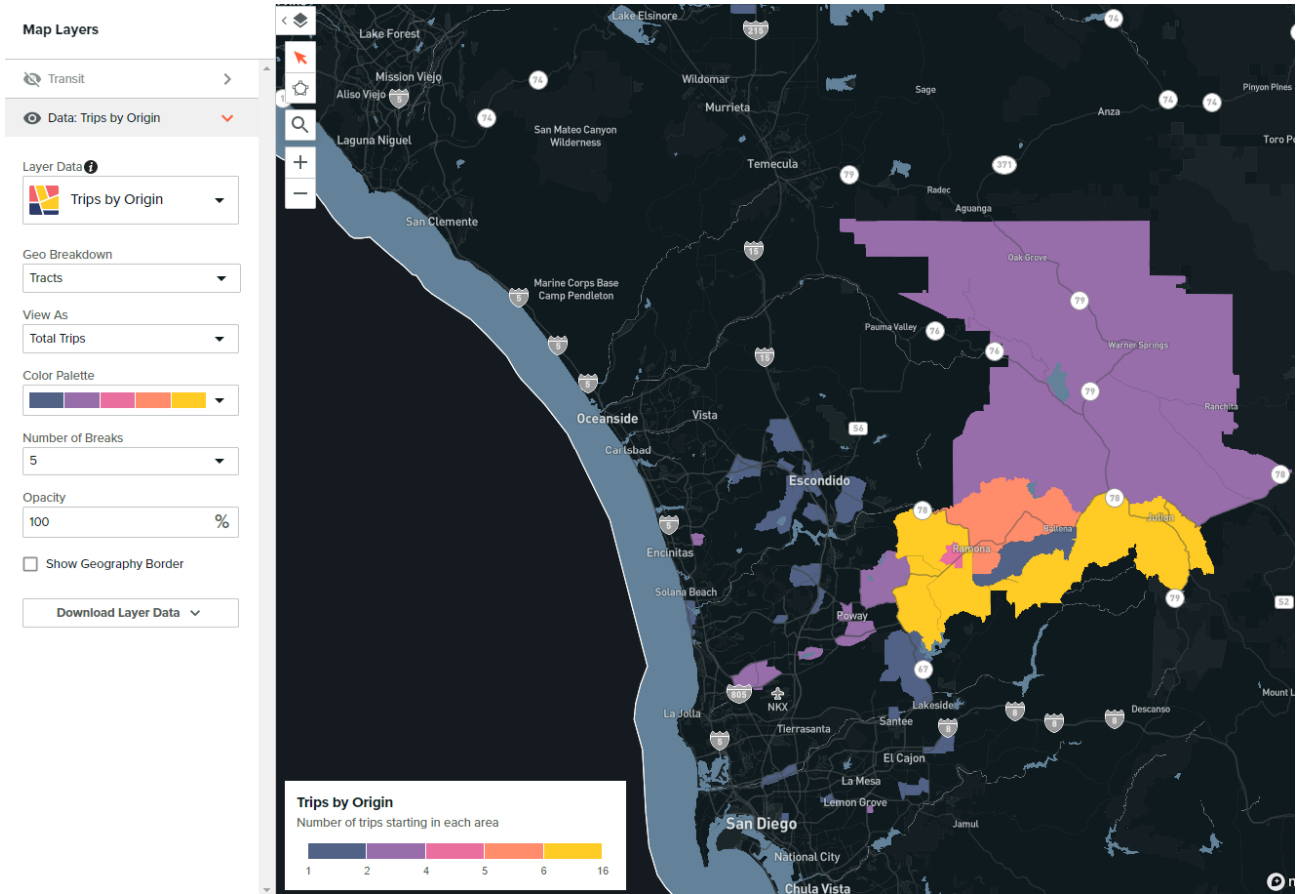 Map Layers
Transit
Data: Trips by Origin
Layer Data
Trips by Origin
Geo Breakdown
Tracts
View As
Total Trips
Color Palette
Number of Breaks
5
Opacity
100 %
Show Geography Border
Download Layer Data
Lake Elsinore
74
Lake Forest
215
Mission Viejo
74
Wildomar
Aliso Viejo
5
Sage
Pinyon Pines
Murrieta
74
74
Anza
74
San Mateo Canyon
Wilderness
Laguna Niguel
Toro
Temecula
371
79
Radec
Aguanga
San Clemente
15
Oak Grove
Marine Corps Base
Camp Pendleton
5
79
Pauma Valley
76
5
Warner Springs
15
76
5
79
Ranchita
Oceanside
Vista
S6
Carlsbad
Escondido
78
78
78
Julian
5
Ballena
Encinitas
Ramona
Solana Beach
79
S2
Poway
67
805
NKX
Lakeside
La Jolla
Santee
8
8
8
Descanso
Mount L
Tierrasanta
8
5
El Cajon
La Mesa
Lemon Grove
San Diego
Jamul
National City
Chula Vista
Trips by Origin
Number of trips starting in each area
1 2 4 5 6 16